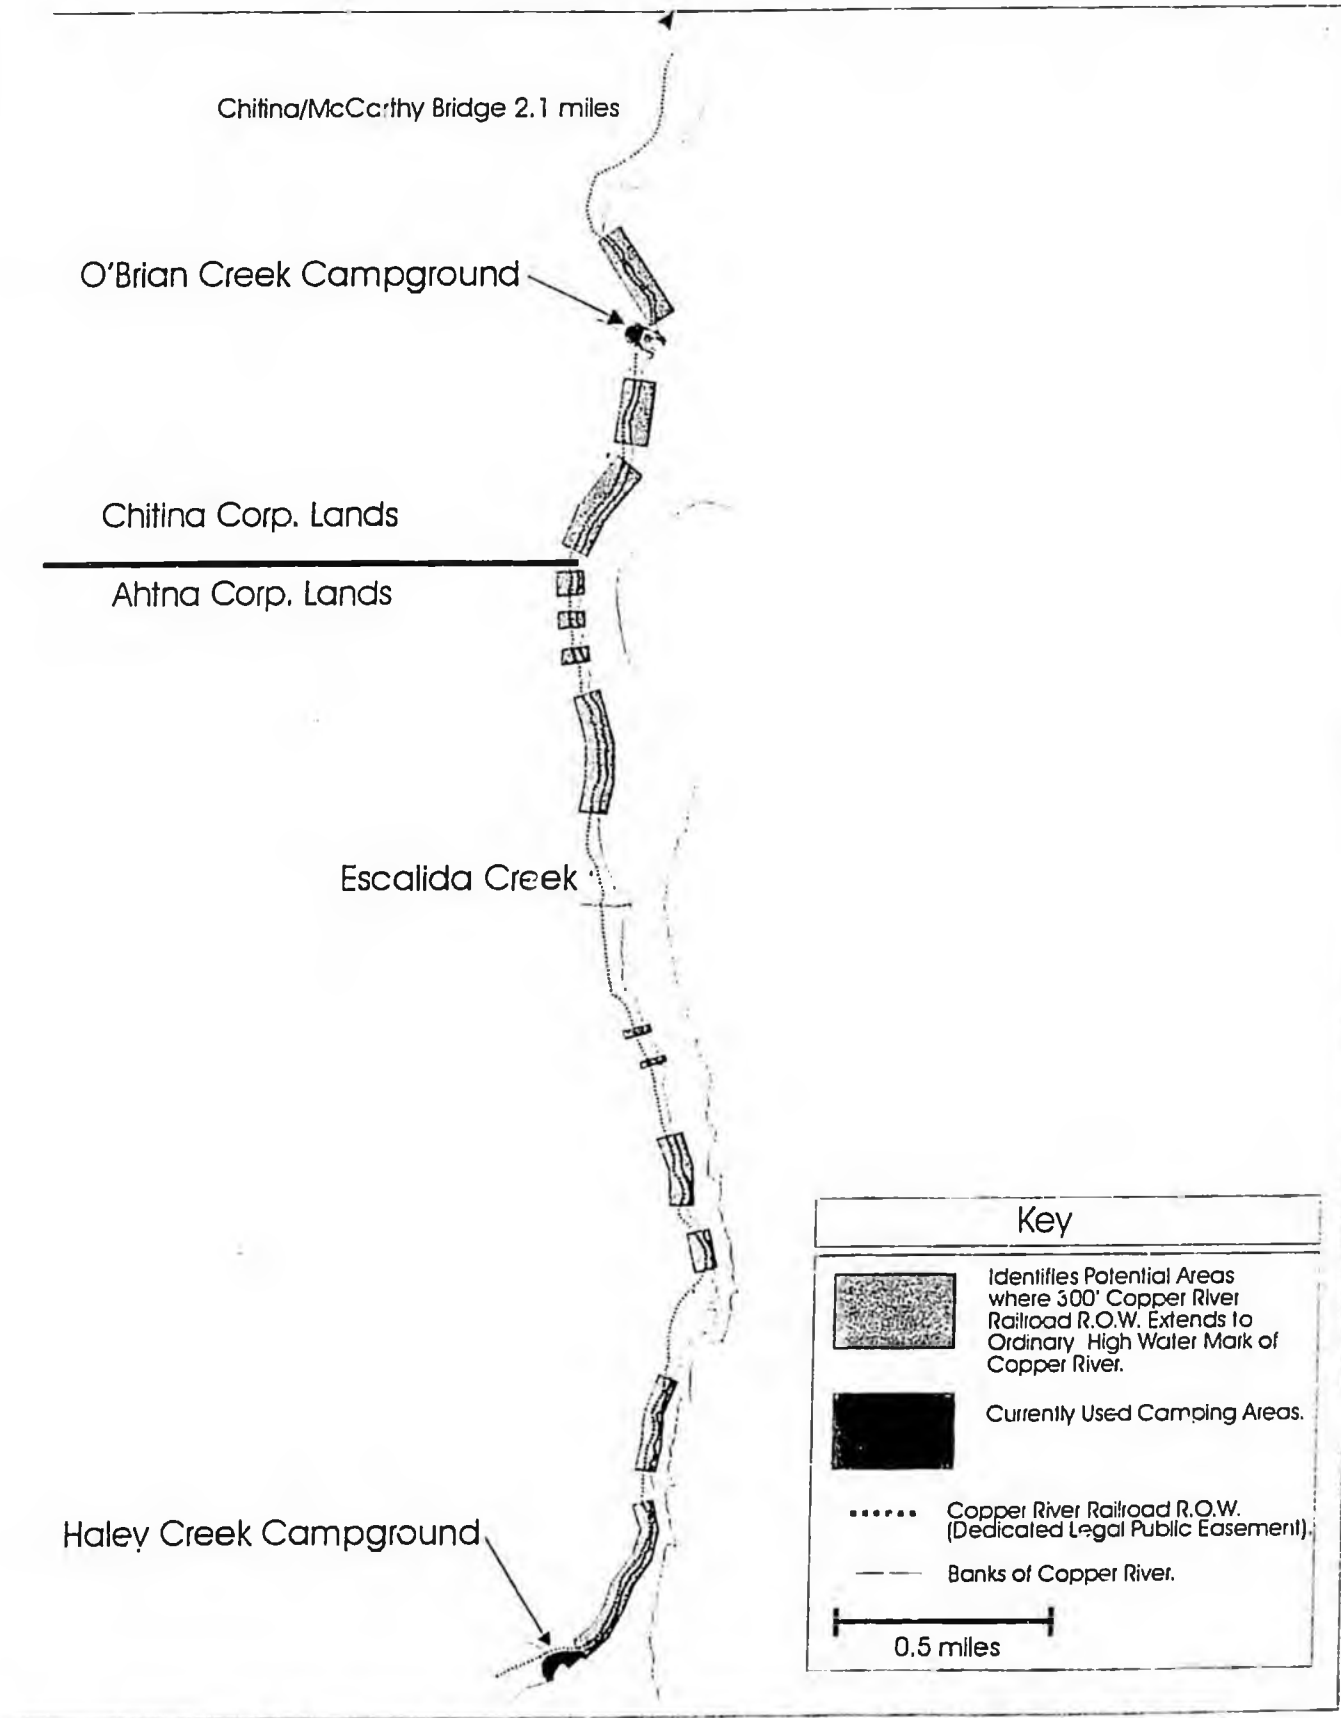 Chitina/McCarthy Bridge 2.1 miles
O'Brian Creek Campground
Chitina Corp. Lands
Ahtna Corp. Lands
Escalida Creek
Haley Creek Campground
Key
Identifies Potential Areas
where 300' Copper River
Railroad R.O.W. Extends to
Ordinary High Water Mark of
Copper River.
Currently Used Camping Areas.
Copper River Railroad R.O.W.
(Dedicated Legal Public Easement).
Banks of Copper River.
0.5 miles